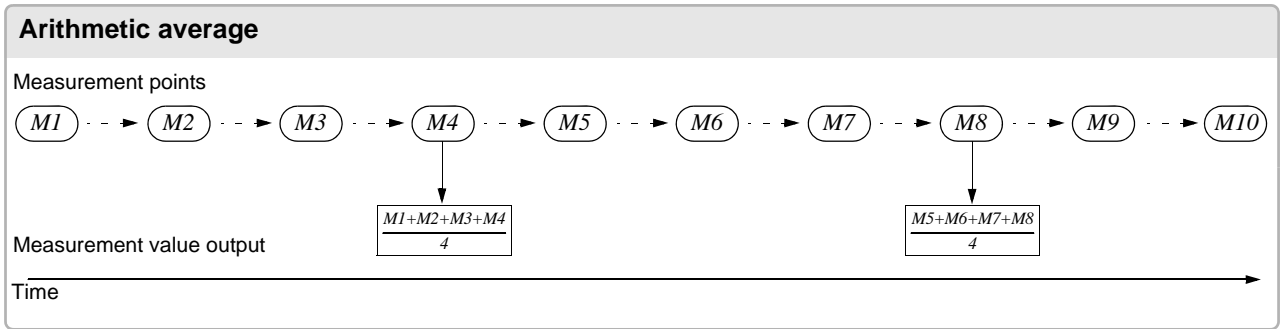 Arithmetic average
Measurement points
M1 M2 M3 M4 M5 M6 M7 M8 M9 M10
M1+M2+M3+M4 M5+M6+M7+M8
4 4
Measurement value output
Time